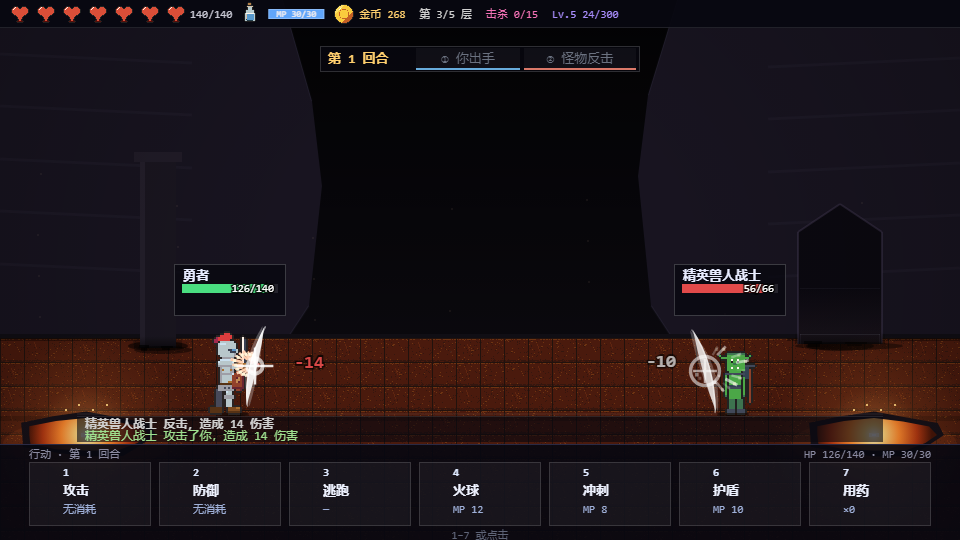 140/140 MP 30/30 金币 268 第 3/5 层 击杀 0/15 Lv.5 24/300
第 1 回合 ① 你出手 ② 怪物反击
勇者
126/140
精英兽人战士
56/66
-14
-10
精英兽人战士 反击, 造成 14 伤害
精英兽人战士 攻击了你, 造成 14 伤害
行动 · 第 1 回合 HP 126/140 · MP 30/30
1 2 3 4 5 6 7
攻击 防御 逃跑 火球 冲刺 护盾 用药
无消耗 无消耗 — MP 12 MP 8 MP 10 ×0
1-7 或点击